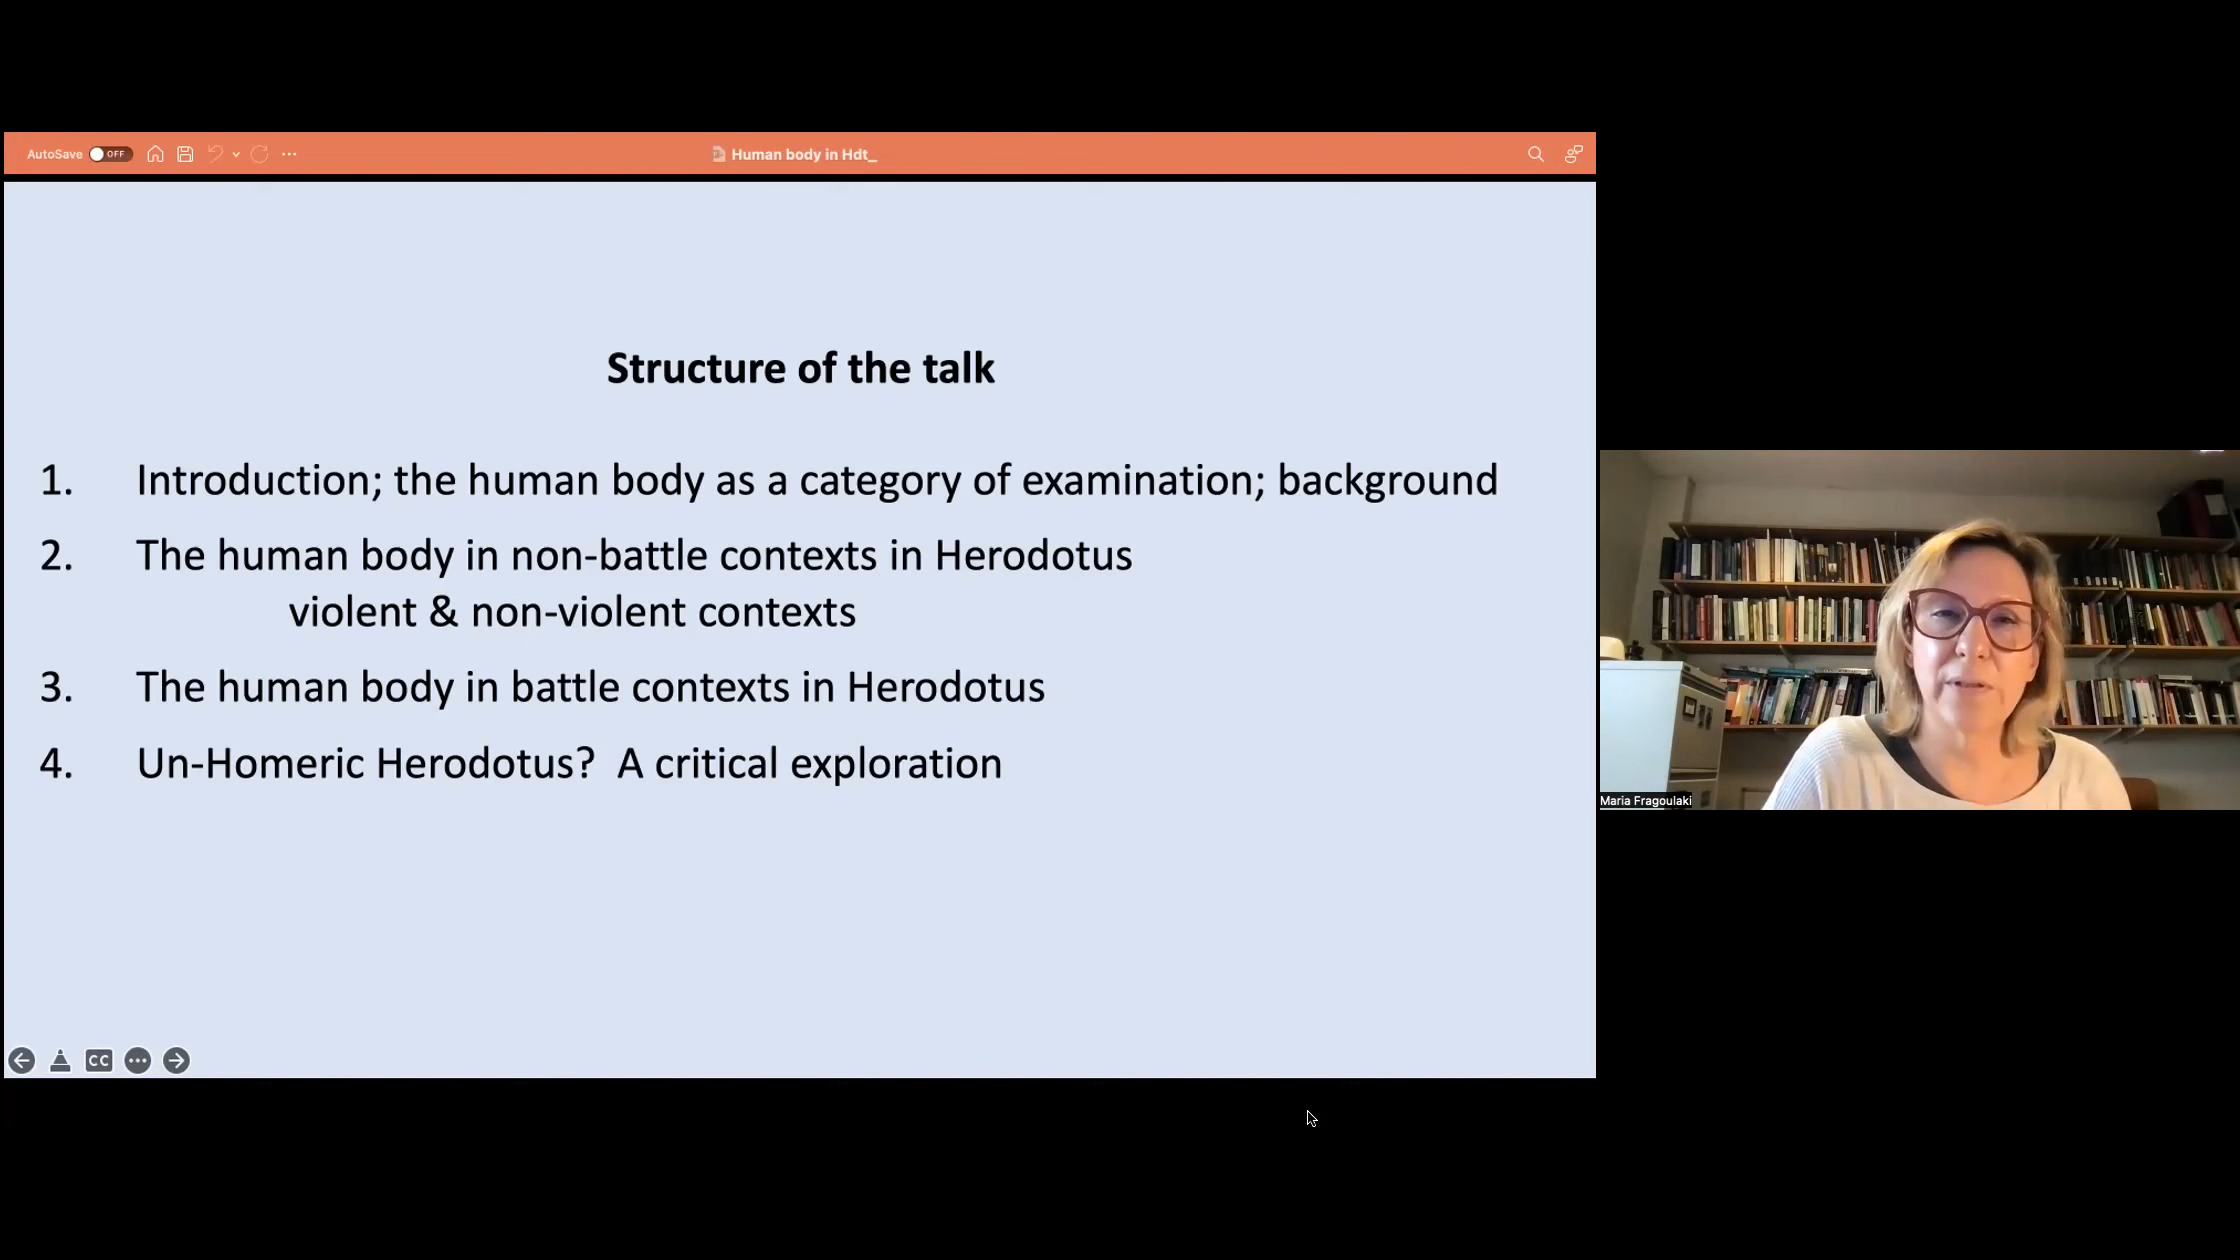 AutoSave OFF
Human body in Hdt_
Structure of the talk
1. Introduction; the human body as a category of examination; background
2. The human body in non-battle contexts in Herodotus
violent & non-violent contexts
3. The human body in battle contexts in Herodotus
4. Un-Homeric Herodotus? A critical exploration
CC
Maria Fragoulaki